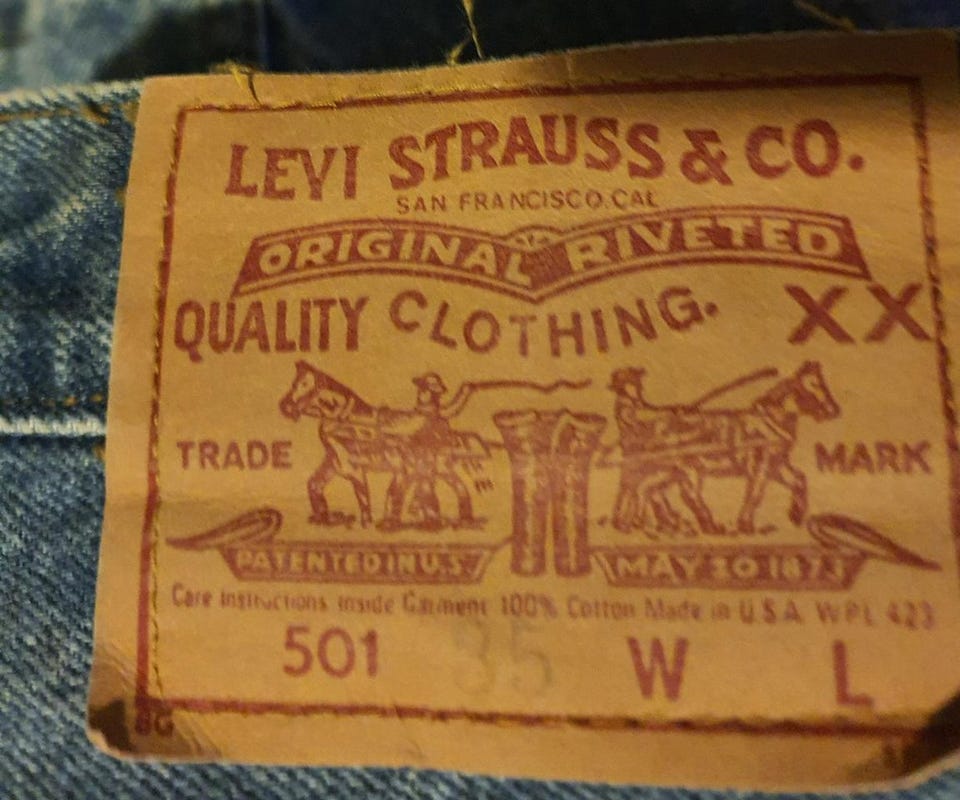 LEVI STRAUSS & CO.
SAN FRANCISCO, CAL
ORIGINAL RIVETED
QUALITY CLOTHING. XX
TRADE MARK
PATENTED IN U.S. MAY 20 1873
Care Instructions Inside Garment 100% Cotton Made in U.S.A. WPL 423
501 35 W L